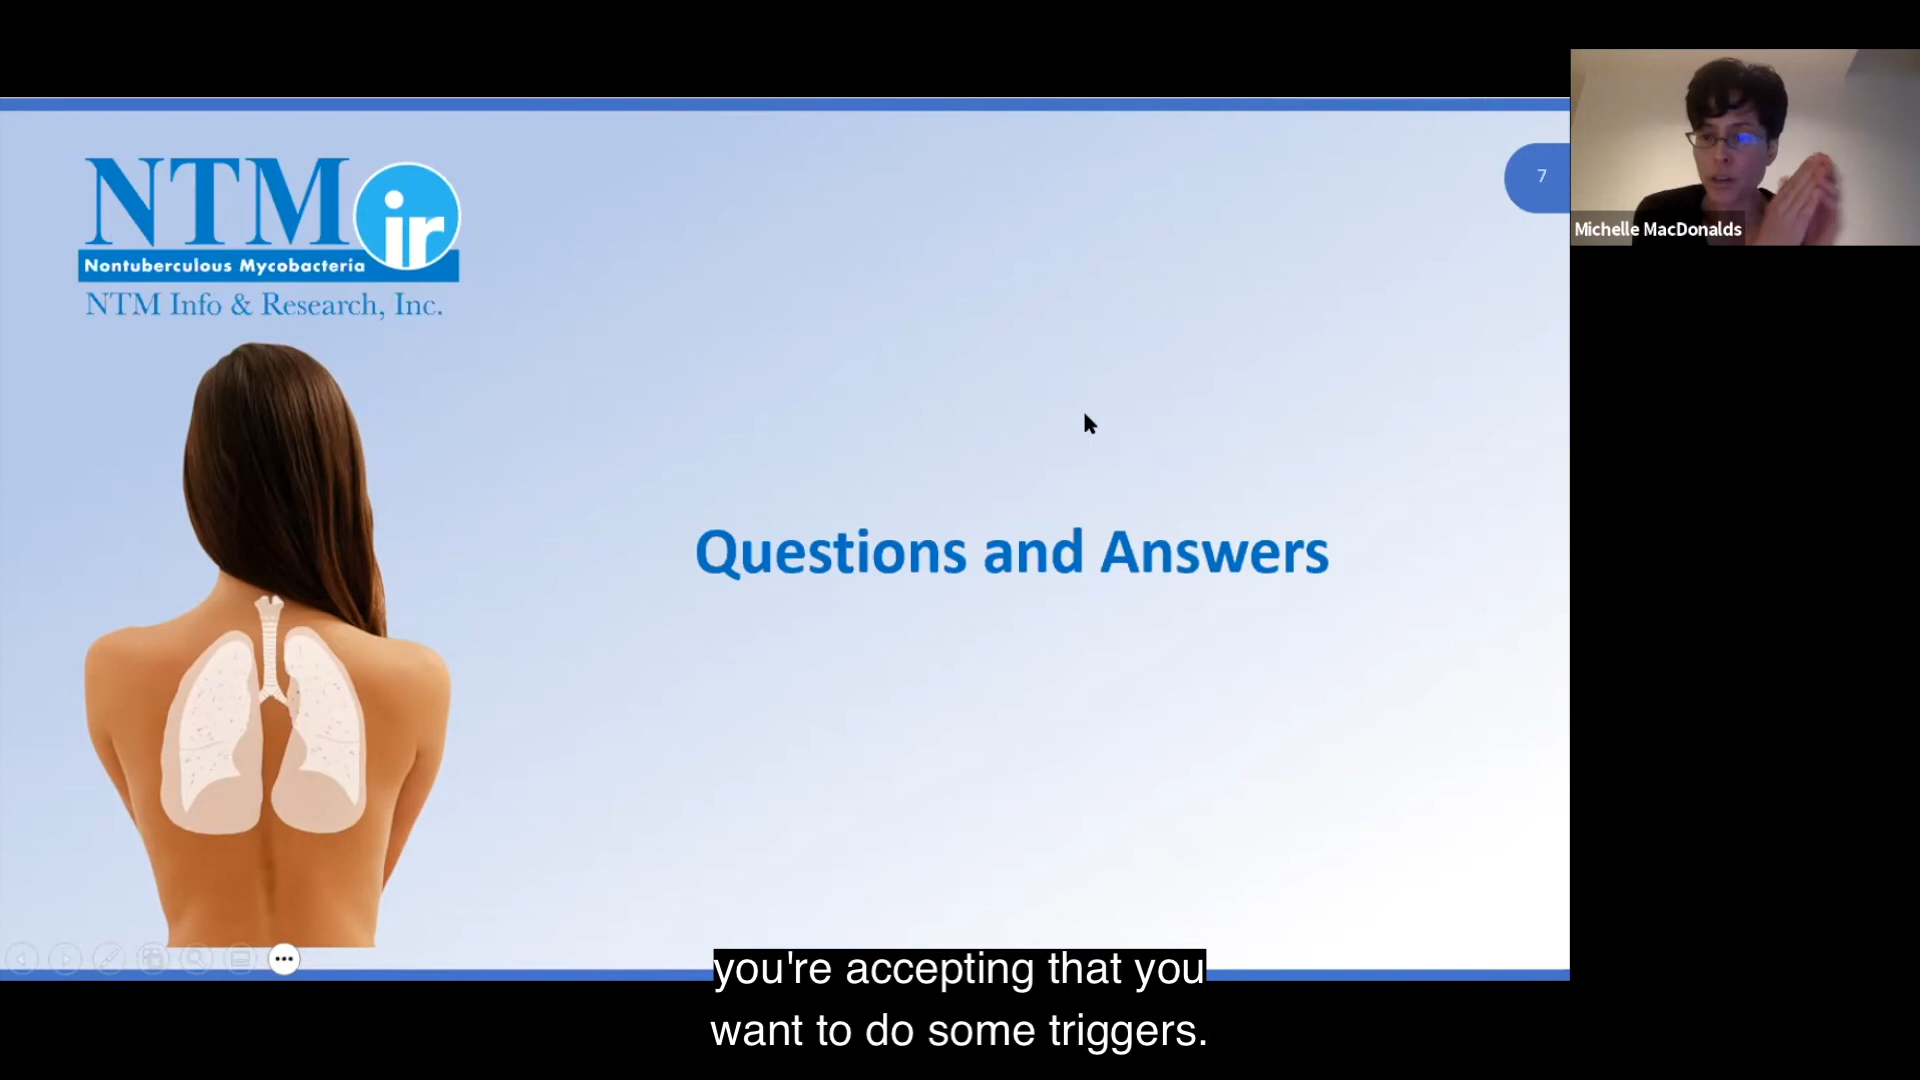 NTM
ir
Nontuberculous Mycobacteria
NTM Info & Research, Inc.
7
Michelle MacDonalds
Questions and Answers
you're accepting that you
want to do some triggers.